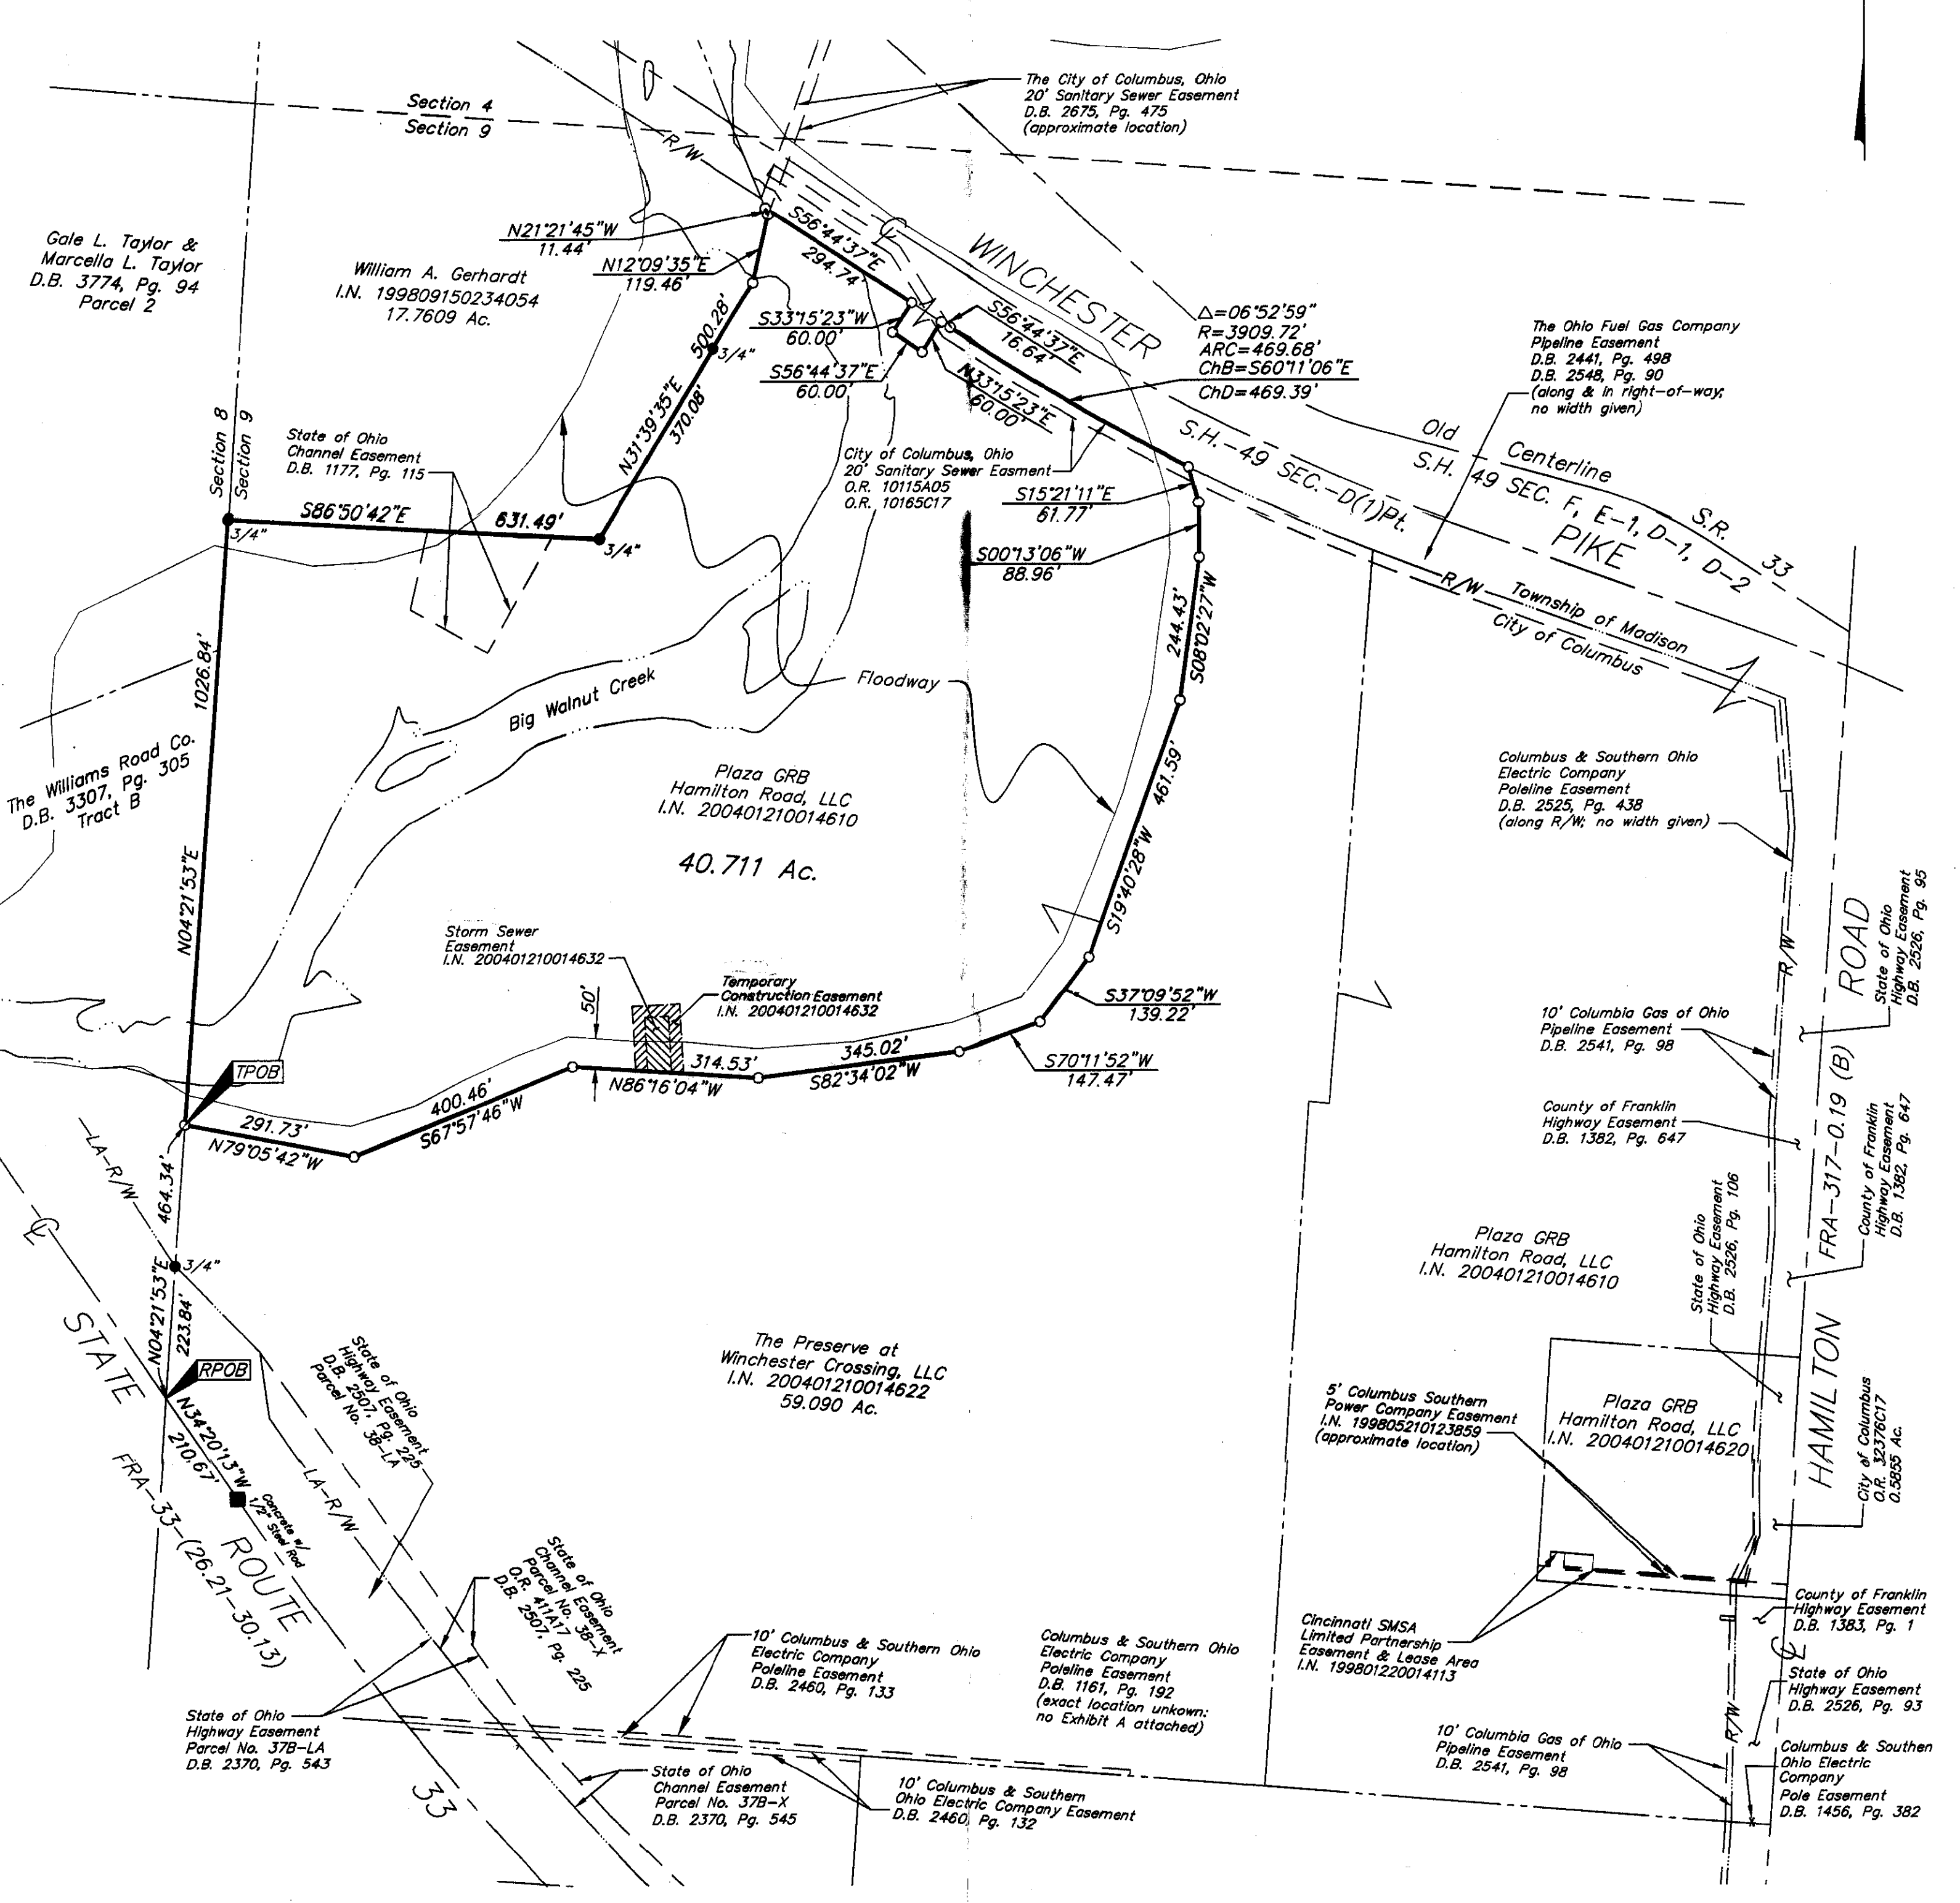 Section 4
Section 9
The City of Columbus, Ohio
20' Sanitary Sewer Easement
D.B. 2675, Pg. 475
(approximate location)
R/W
Gale L. Taylor &
Marcella L. Taylor
D.B. 3774, Pg. 94
Parcel 2
William A. Gerhardt
I.N. 199809150234054
17.7609 Ac.
N21°21'45"W
11.44'
N12°09'35"E
119.46'
S56°44'37"E
294.74'
WINCHESTER
S33°15'23"W
60.00'
S56°44'37"E
60.00'
N33°15'23"E
60.00'
S56°44'37"E
16.64'
Δ=06°52'59"
R=3909.72'
ARC=469.68'
ChB=S60°11'06"E
ChD=469.39'
The Ohio Fuel Gas Company
Pipeline Easement
D.B. 2441, Pg. 498
D.B. 2548, Pg. 90
(along & in right-of-way;
no width given)
500.28'
3/4"
N31°39'35"E
370.08'
Section 8
Section 9
State of Ohio
Channel Easement
D.B. 1177, Pg. 115
City of Columbus, Ohio
20' Sanitary Sewer Easment
O.R. 10115A05
O.R. 10165C17
S.H.-49 SEC.-D(1)Pt.
Old Centerline
S.H. 49 SEC. F, E-1, D-1, D-2
S.R. 33
PIKE
S86°50'42"E 631.49'
3/4"
3/4"
S15°21'11"E
61.77'
S00°13'06"W
88.96'
R/W
Township of Madison
City of Columbus
244.43'
S08°02'27"W
1026.84'
N04°21'53"E
Floodway
Big Walnut Creek
The Williams Road Co.
D.B. 3307, Pg. 305
Tract B
Plaza GRB
Hamilton Road, LLC
I.N. 200401210014610
40.711 Ac.
461.59'
S19°40'28"W
Columbus & Southern Ohio
Electric Company
Poleline Easement
D.B. 2525, Pg. 438
(along R/W; no width given)
Storm Sewer
Easement
I.N. 200401210014632
Temporary
Construction Easement
I.N. 200401210014632
50'
S37°09'52"W
139.22'
S70°11'52"W
147.47'
345.02'
S82°34'02"W
314.53'
N86°16'04"W
400.46'
S67°57'46"W
291.73'
N79°05'42"W
TPOB
R/W
ROAD
State of Ohio
Highway Easement
D.B. 2526, Pg. 95
10' Columbia Gas of Ohio
Pipeline Easement
D.B. 2541, Pg. 98
County of Franklin
Highway Easement
D.B. 1382, Pg. 647
FRA-317-0.19 (B)
County of Franklin
Highway Easement
D.B. 1382, Pg. 647
State of Ohio
Highway Easement
D.B. 2526, Pg. 106
LA-R/W
464.34'
3/4"
N04°21'53"E
223.84'
RPOB
N34°20'13"W
210.67'
Concrete w/
1/2" Steel Rod
STATE
ROUTE
33
FRA-33-(26.21-30.13)
State of Ohio
Highway Easement
D.B. 2507, Pg. 225
Parcel No. 38-LA
LA-R/W
State of Ohio
Channel Easement
Parcel No. 38-X
O.R. 411A17
D.B. 2507, Pg. 225
The Preserve at
Winchester Crossing, LLC
I.N. 200401210014622
59.090 Ac.
Plaza GRB
Hamilton Road, LLC
I.N. 200401210014610
5' Columbus Southern
Power Company Easement
I.N. 199805210123859
(approximate location)
Plaza GRB
Hamilton Road, LLC
I.N. 200401210014620
HAMILTON
City of Columbus
O.R. 32376C17
0.5855 Ac.
Cincinnati SMSA
Limited Partnership
Easement & Lease Area
I.N. 199801220014113
County of Franklin
Highway Easement
D.B. 1383, Pg. 1
State of Ohio
Highway Easement
D.B. 2526, Pg. 93
R/W
Columbus & Southen
Ohio Electric
Company
Pole Easement
D.B. 1456, Pg. 382
10' Columbia Gas of Ohio
Pipeline Easement
D.B. 2541, Pg. 98
State of Ohio
Highway Easement
Parcel No. 37B-LA
D.B. 2370, Pg. 543
10' Columbus & Southern Ohio
Electric Company
Poleline Easement
D.B. 2460, Pg. 133
Columbus & Southern Ohio
Electric Company
Poleline Easement
D.B. 1161, Pg. 192
(exact location unkown:
no Exhibit A attached)
State of Ohio
Channel Easement
Parcel No. 37B-X
D.B. 2370, Pg. 545
10' Columbus & Southern
Ohio Electric Company Easement
D.B. 2460, Pg. 132